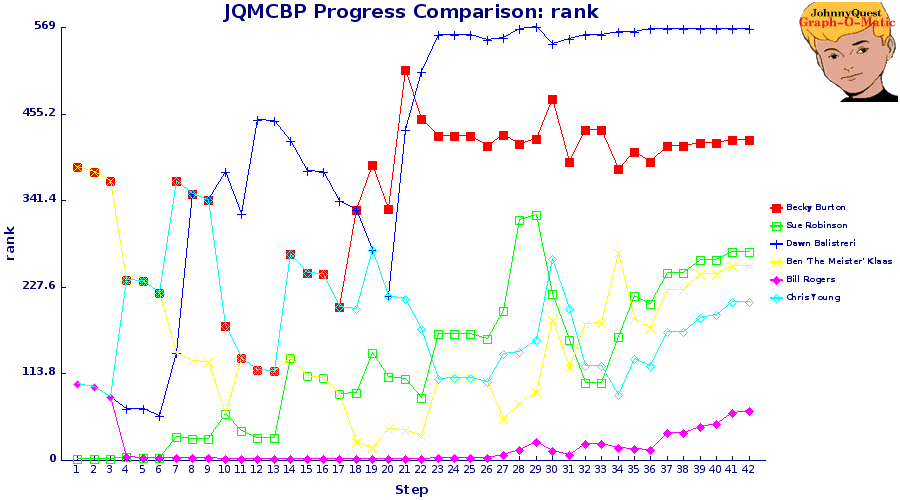 JQMCBP Progress Comparison: rank
JohnnyQuest
Graph-O-Matic
569
455.2
341.4
227.6
113.8
0
rank
1 2 3 4 5 6 7 8 9 10 11 12 13 14 15 16 17 18 19 20 21 22 23 24 25 26 27 28 29 30 31 32 33 34 35 36 37 38 39 40 41 42
Step
Becky Burton
Sue Robinson
Dawn Balistreri
Ben 'The Meister' Klaas
Bill Rogers
Chris Young